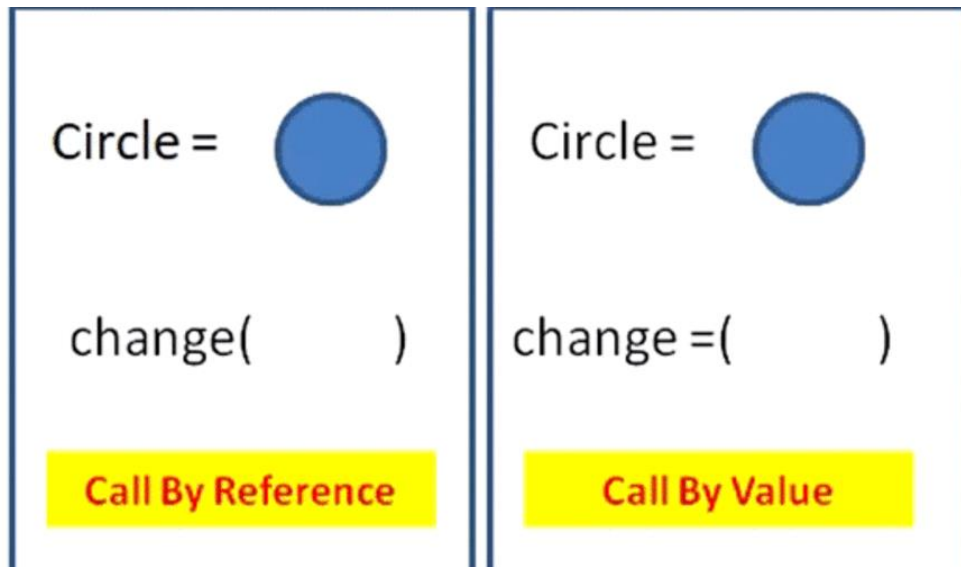 Circle =
change( )
Call By Reference
Circle =
change =( )
Call By Value